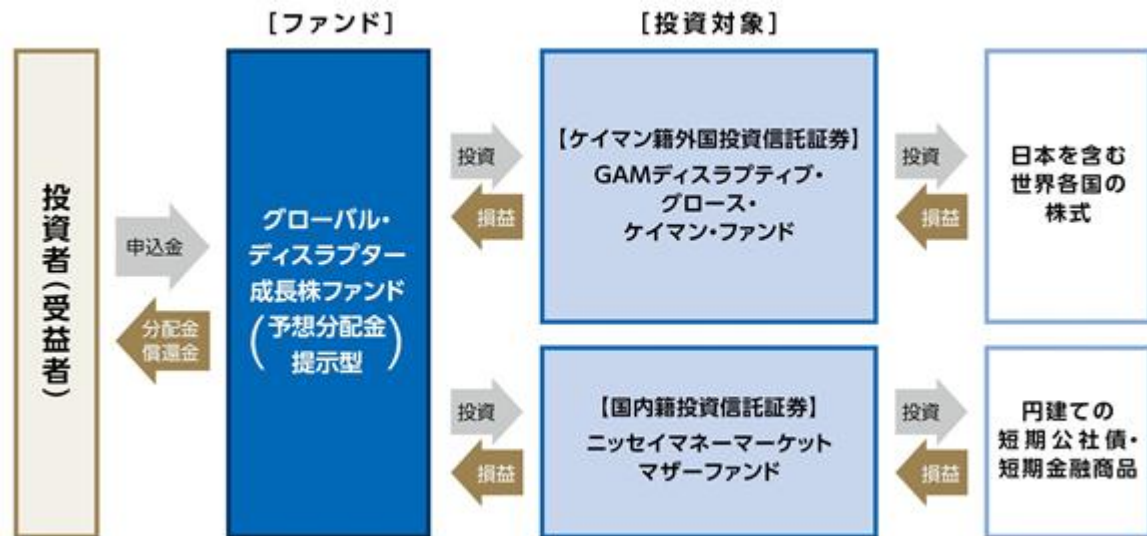 [ファンド]
[投資対象]
投資者(受益者)
申込金
分配金
償還金
グローバル・
ディスラプター
成長株ファンド
(予想分配金
提示型)
投資
損益
【ケイマン籍外国投資信託証券】
GAMディスラプティブ・
グロース・
ケイマン・ファンド
投資
損益
日本を含む
世界各国の
株式
投資
損益
【国内籍投資信託証券】
ニッセイマネーマーケット
マザーファンド
投資
損益
円建ての
短期公社債・
短期金融商品